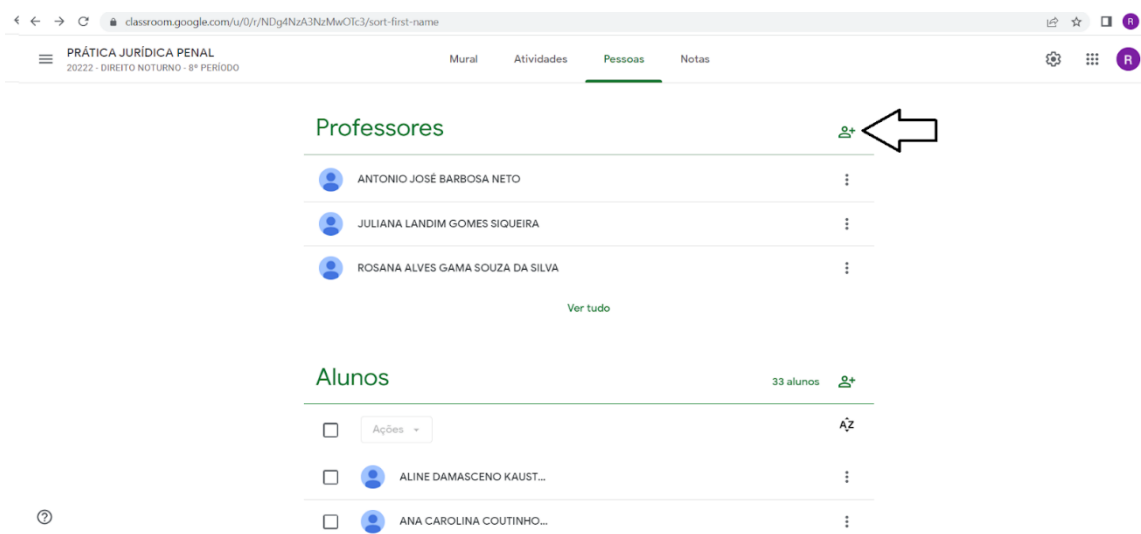 classroom.google.com/u/0/r/NDg4NzA3NzMwOTc3/sort-first-name
R
PRÁTICA JURÍDICA PENAL
20222 - DIREITO NOTURNO - 8º PERÍODO
Mural Atividades Pessoas Notas
R
Professores
ANTONIO JOSÉ BARBOSA NETO
JULIANA LANDIM GOMES SIQUEIRA
ROSANA ALVES GAMA SOUZA DA SILVA
Ver tudo
Alunos
33 alunos
Ações
AZ
ALINE DAMASCENO KAUST...
ANA CAROLINA COUTINHO...